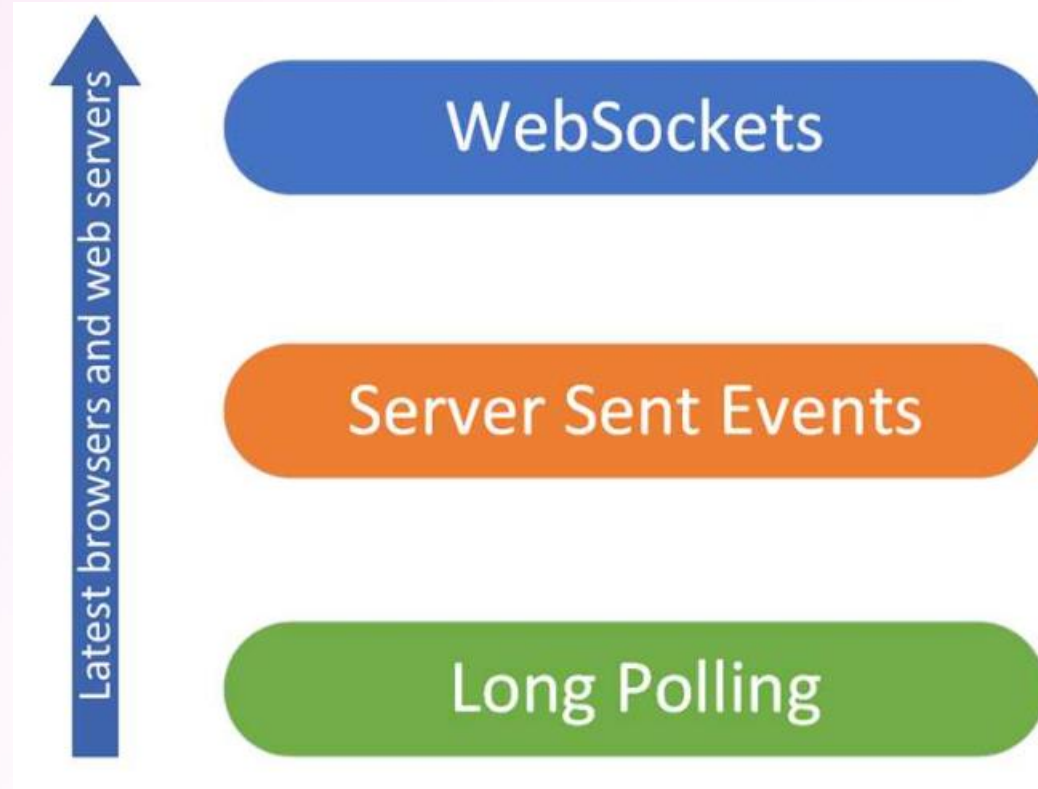 Latest browsers and web servers
WebSockets
Server Sent Events
Long Polling